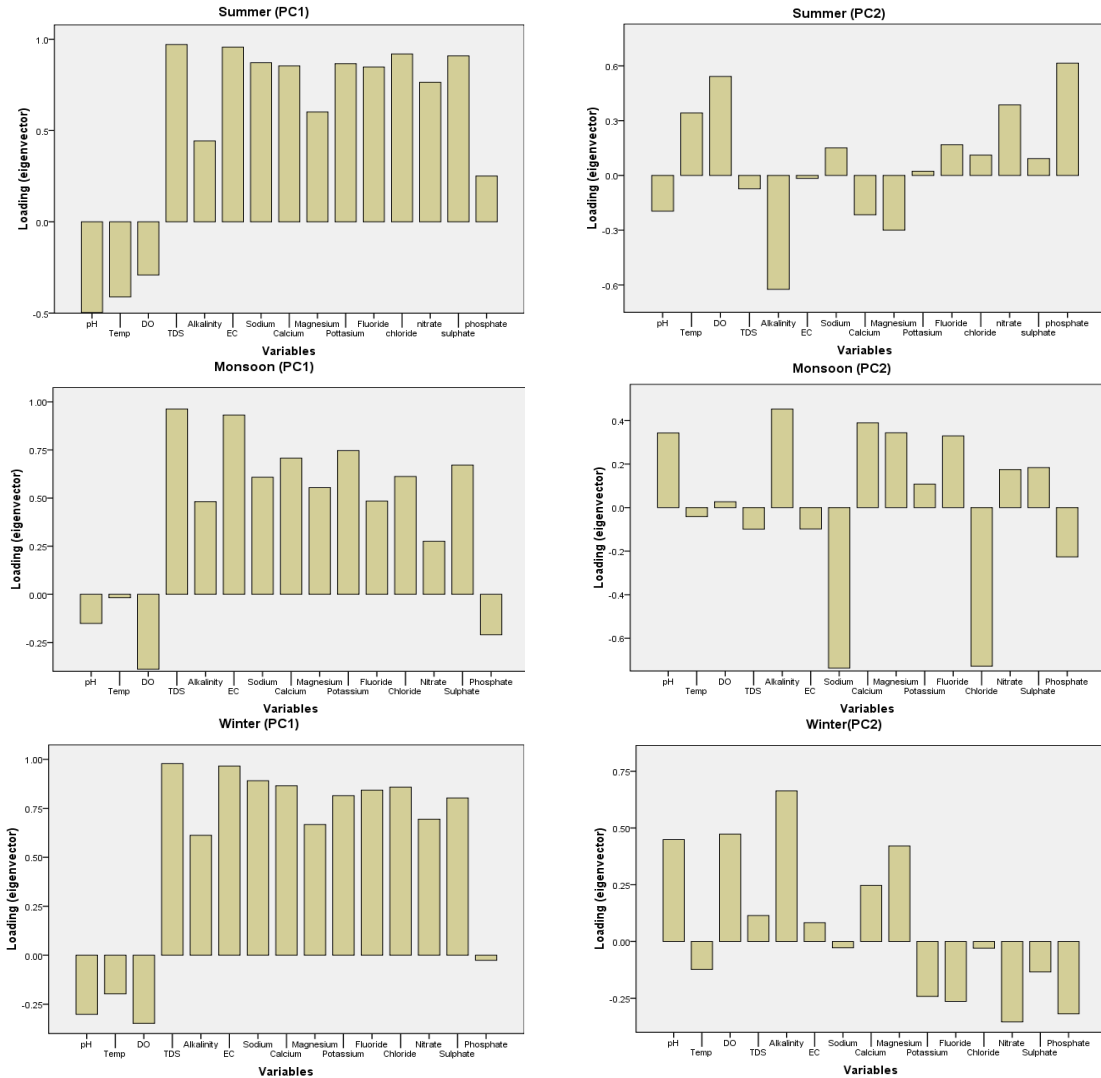 Summer (PC1)
Loading (eigenvector)
1.0
0.5
0.0
-0.5
pH Temp DO TDS Alkalinity EC Sodium Calcium Magnesium Pottasium Fluoride chloride nitrate sulphate phosphate
Variables
Summer (PC2)
Loading (eigenvector)
0.6
0.3
0.0
-0.3
-0.6
pH Temp DO TDS Alkalinity EC Sodium Calcium Magnesium Pottasium Fluoride chloride nitrate sulphate phosphate
Variables
Monsoon (PC1)
Loading (eigenvector)
1.00
0.75
0.50
0.25
0.00
-0.25
pH Temp DO TDS Alkalinity EC Sodium Calcium Magnesium Potassium Fluoride Chloride Nitrate Sulphate Phosphate
Variables
Monsoon (PC2)
Loading (eigenvector)
0.4
0.2
0.0
-0.2
-0.4
-0.6
pH Temp DO TDS Alkalinity EC Sodium Calcium Magnesium Potassium Fluoride Chloride Nitrate Sulphate Phosphate
Variables
Winter (PC1)
Loading (eigenvector)
1.00
0.75
0.50
0.25
0.00
-0.25
pH Temp DO TDS Alkalinity EC Sodium Calcium Magnesium Potassium Fluoride Chloride Nitrate Sulphate Phosphate
Variables
Winter(PC2)
Loading (eigenvector)
0.75
0.50
0.25
0.00
-0.25
pH Temp DO TDS Alkalinity EC Sodium Calcium Magnesium Potassium Fluoride Chloride Nitrate Sulphate Phosphate
Variables